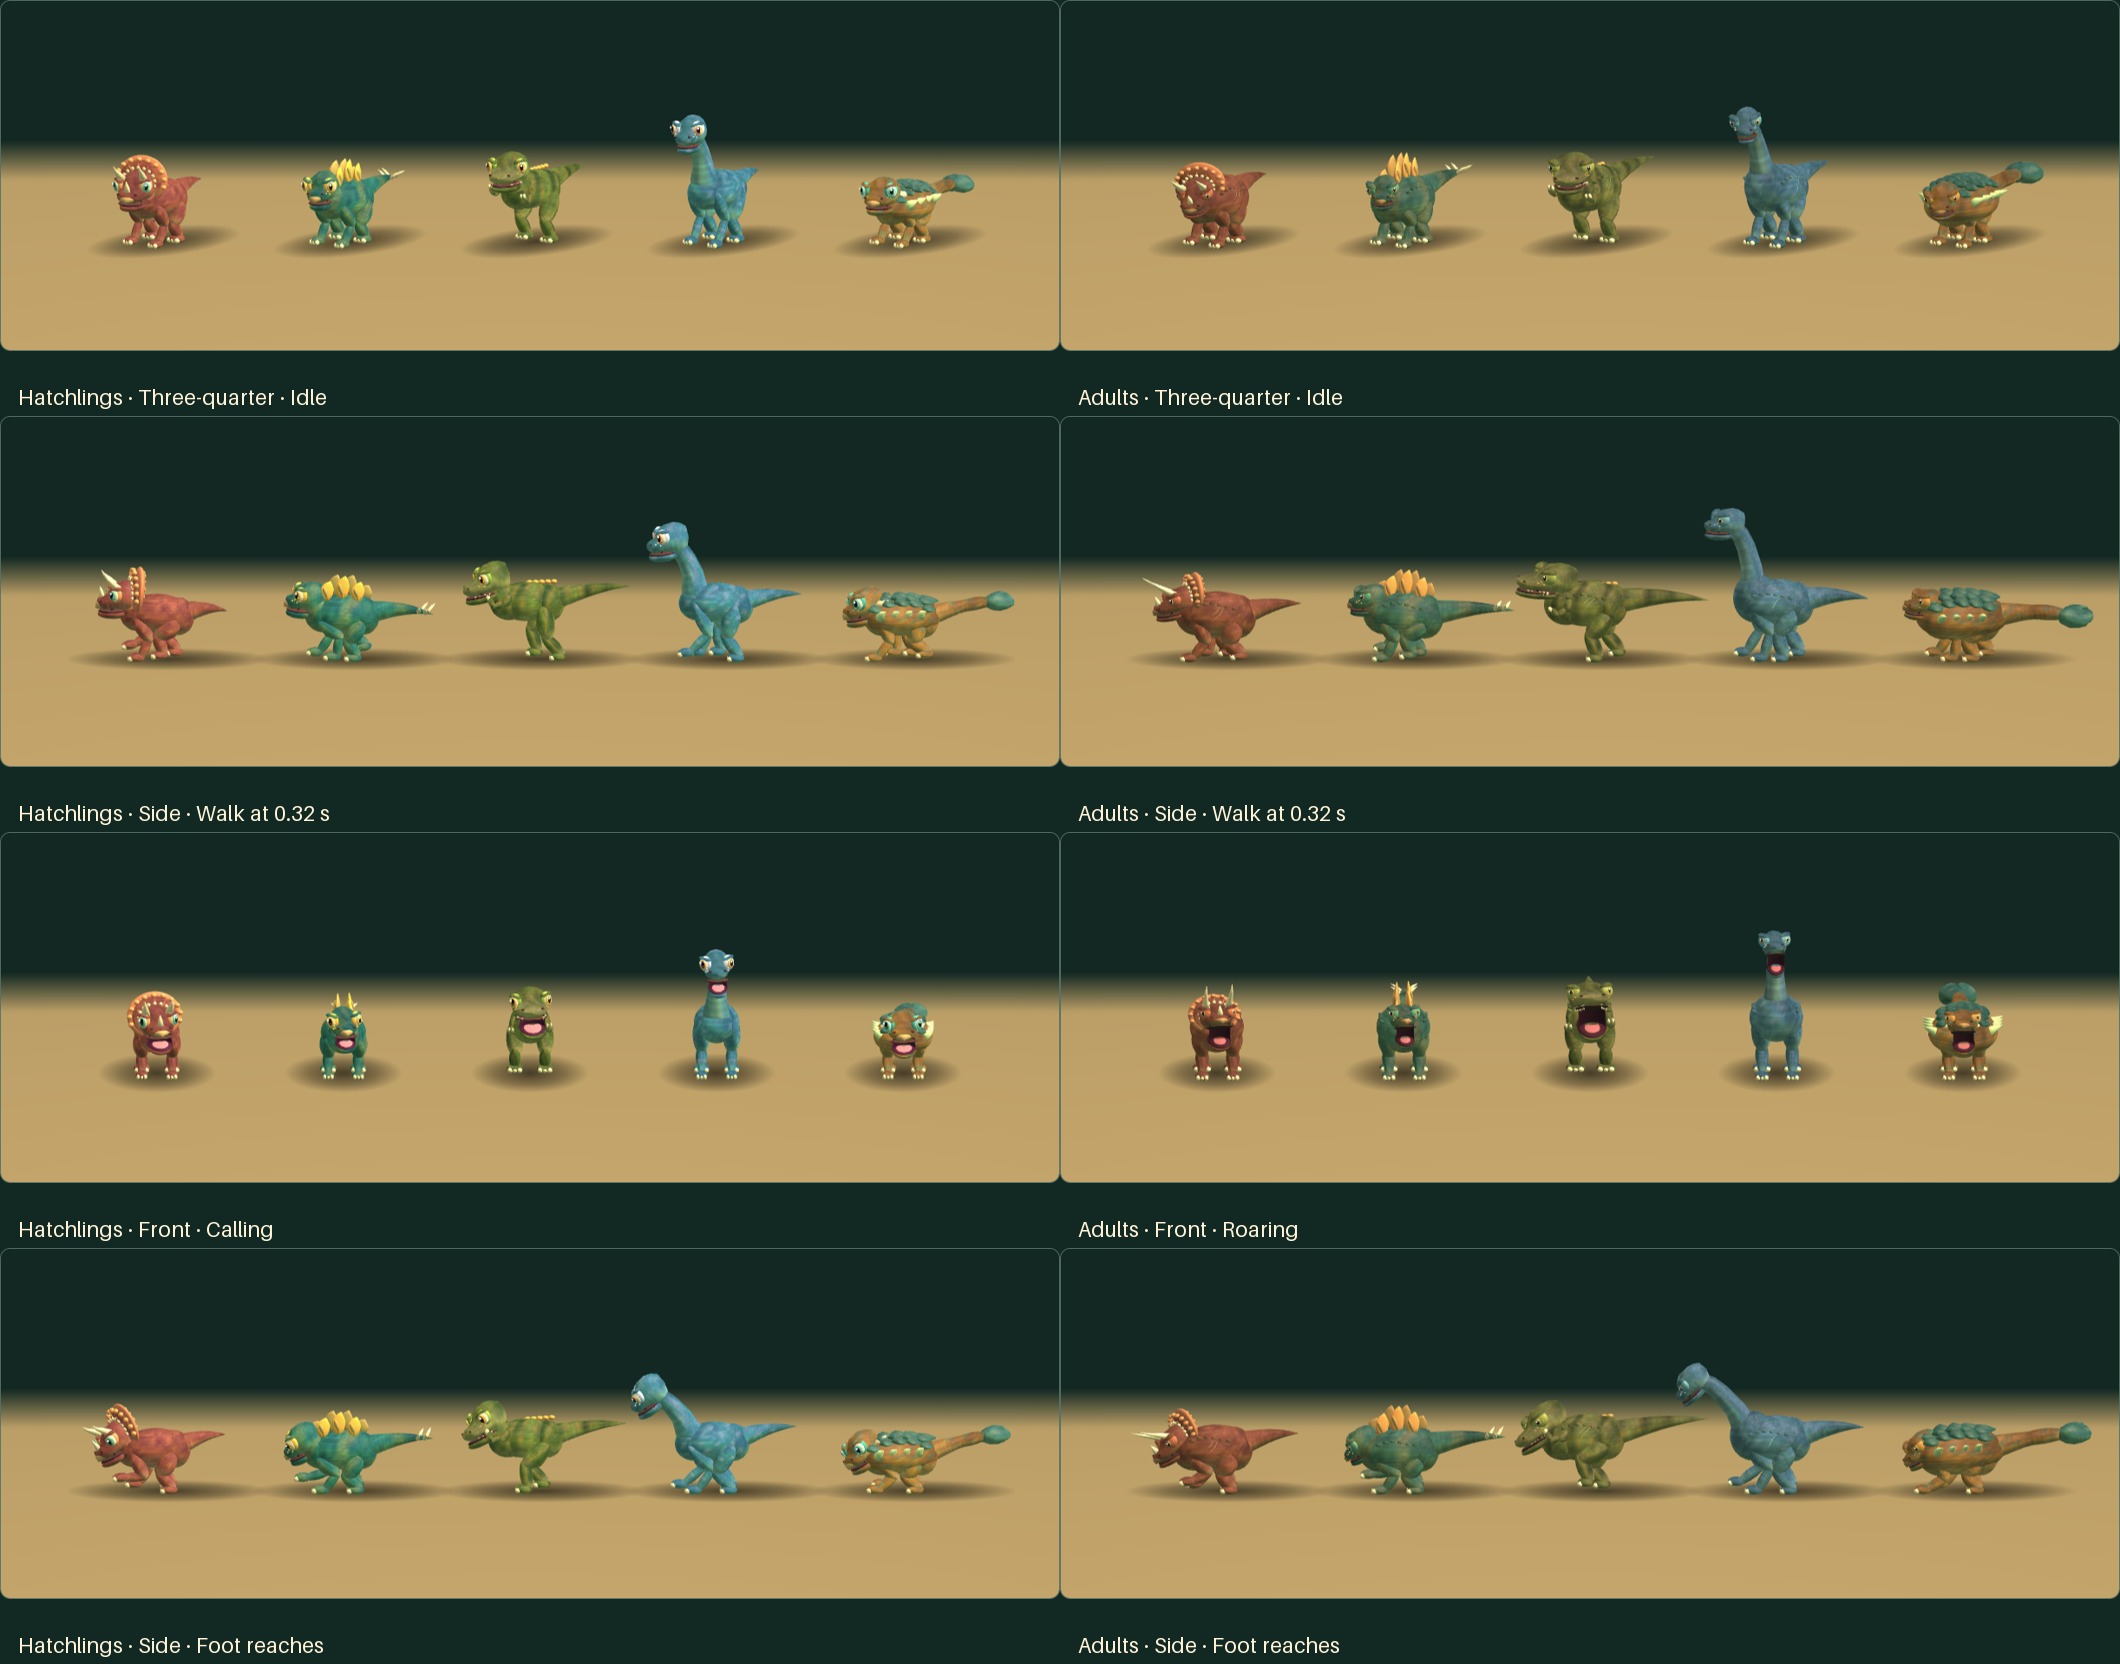 Hatchlings · Three-quarter · Idle
Adults · Three-quarter · Idle
Hatchlings · Side · Walk at 0.32 s
Adults · Side · Walk at 0.32 s
Hatchlings · Front · Calling
Adults · Front · Roaring
Hatchlings · Side · Foot reaches
Adults · Side · Foot reaches